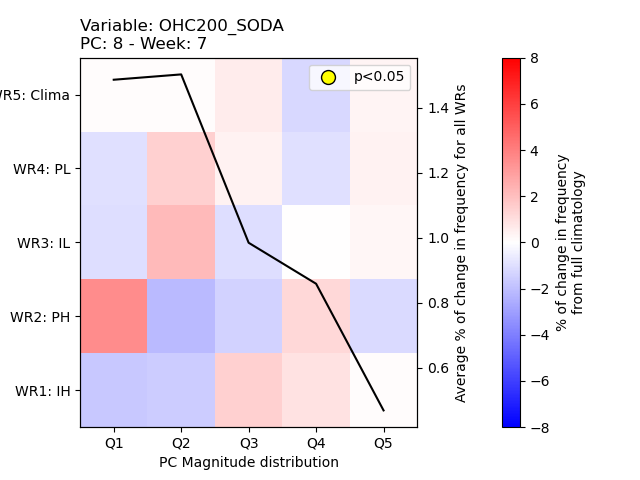 Variable: OHC200_SODA
PC: 8 - Week: 7
p<0.05
WR5: Clima
WR4: PL
WR3: IL
WR2: PH
WR1: IH
Q1 Q2 Q3 Q4 Q5
PC Magnitude distribution
1.4
1.2
1.0
0.8
0.6
Average % of change in frequency for all WRs
8
6
4
2
0
−2
−4
−6
−8
% of change in frequency
from full climatology